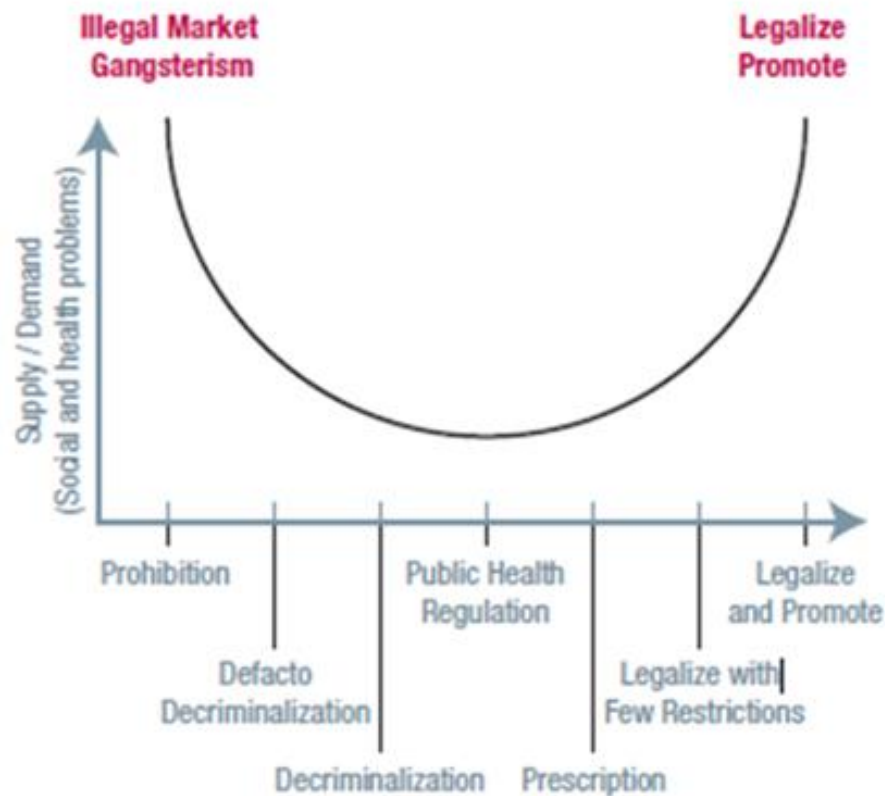 Illegal Market
Gangsterism
Legalize
Promote
Supply / Demand
(Social and health problems)
Prohibition
Public Health
Regulation
Legalize
and Promote
Defacto
Decriminalization
Legalize with
Few Restrictions
Decriminalization
Prescription